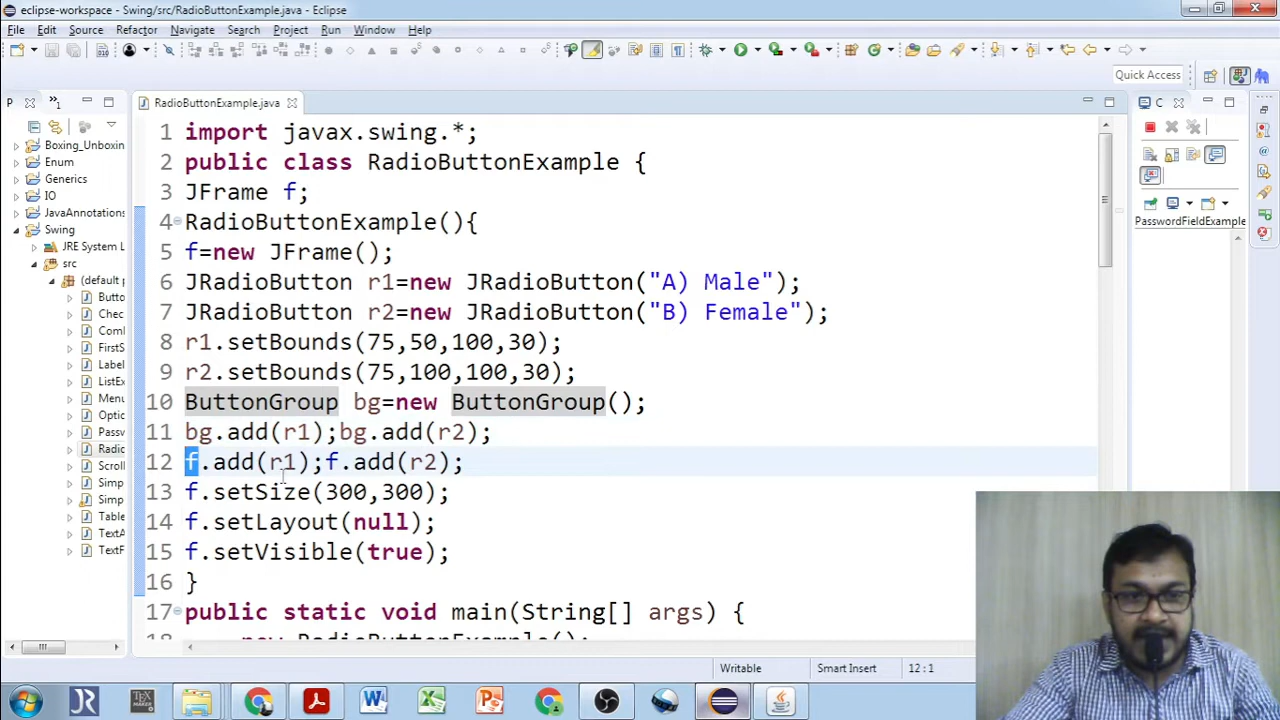 eclipse-workspace - Swing/src/RadioButtonExample.java - Eclipse
File Edit Source Refactor Navigate Search Project Run Window Help
Quick Access
P
1
RadioButtonExample.java
C
Boxing_Unboxin
Enum
Generics
IO
JavaAnnotations
Swing
JRE System L
src
(default p
Butto
Chec
Coml
FirstS
Label
ListEx
Menu
Optic
Passv
Radic
Scroll
Simp
Simp
Table
TextA
TextF
1 import javax.swing.*;
2 public class RadioButtonExample {
3 JFrame f;
4 RadioButtonExample(){
5 f=new JFrame();
6 JRadioButton r1=new JRadioButton("A) Male");
7 JRadioButton r2=new JRadioButton("B) Female");
8 r1.setBounds(75,50,100,30);
9 r2.setBounds(75,100,100,30);
10 ButtonGroup bg=new ButtonGroup();
11 bg.add(r1);bg.add(r2);
12 f.add(r1);f.add(r2);
13 f.setSize(300,300);
14 f.setLayout(null);
15 f.setVisible(true);
16 }
17 public static void main(String[] args) {
18 new RadioButtonExample();
PasswordFieldExample
Writable Smart Insert 12:1